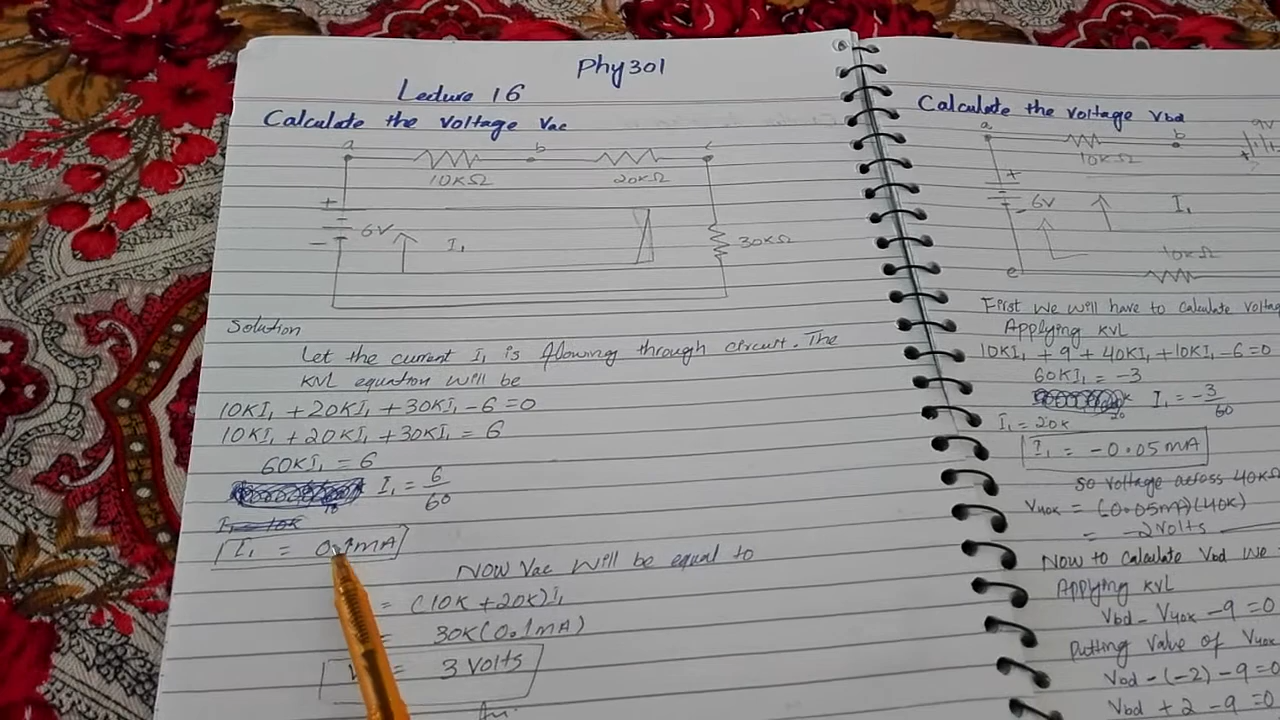 Phy301
Lecture 16
Calculate the voltage Vac
a
b
c
10KΩ
20KΩ
+
6V
-
I₁
30KΩ
Solution
Let the current I₁ is flowing through circuit. The
KVL equation will be
10KI₁ + 20KI₁ + 30KI₁ - 6 = 0
10KI₁ + 20KI₁ + 30KI₁ = 6
60KI₁ = 6
I₁ = 6/60
I₁ = 0.1mA
Now Vac will be equal to
= (10K + 20K)I₁
= 30K(0.1mA)
= 3 volts
Calculate the voltage Vbd
a
b
9V
10KΩ
+
+
6V
-
I₁
10KΩ
e
First we will have to calculate voltag
Applying KVL
10KI₁ + 9 + 40KI₁ + 10KI₁ - 6 = 0
60KI₁ = -3
I₁ = -3/60
I₁ = 20K
I₁ = -0.05mA
so voltage across 40KΩ
V40K = (0.05mA)(40K)
= -2volts
Now to calculate Vbd we
Applying KVL
Vbd - V40K - 9 = 0
Putting value of V40K
Vbd - (-2) - 9 = 0
Vbd + 2 - 9 = 0